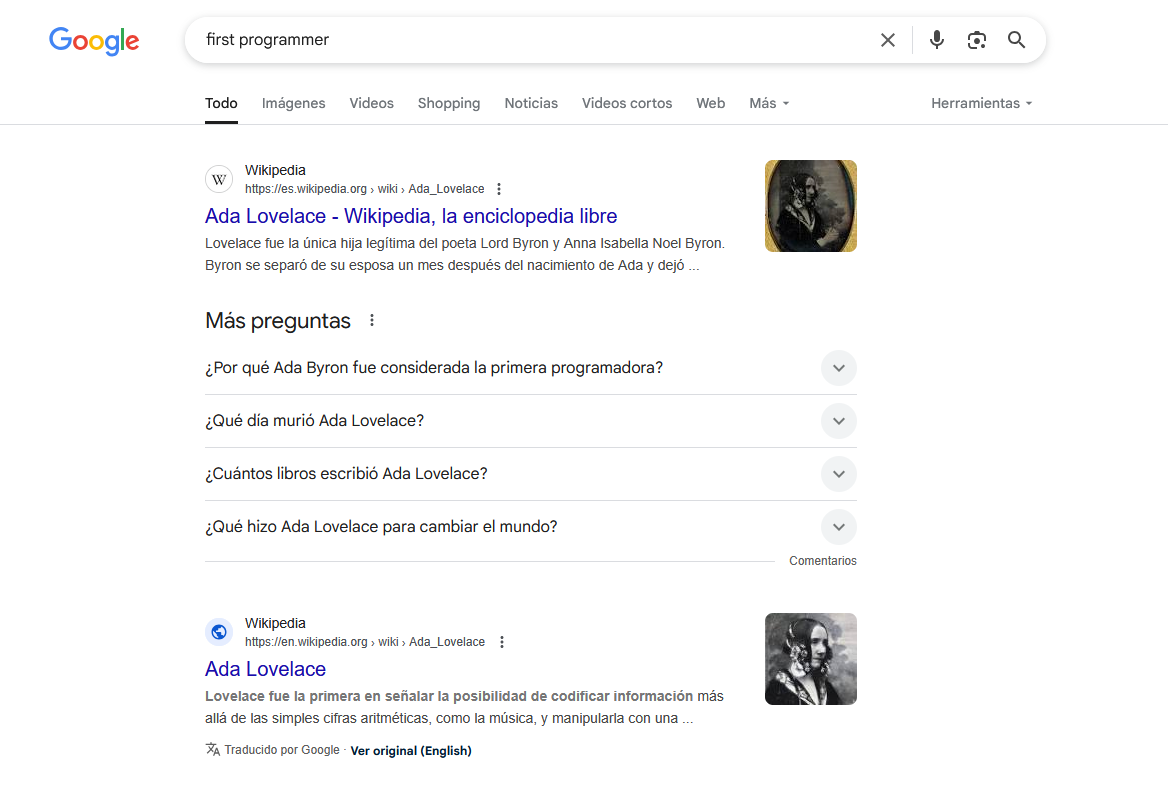 Google
first programmer
Todo Imágenes Videos Shopping Noticias Videos cortos Web Más Herramientas
W
Wikipedia
https://es.wikipedia.org › wiki › Ada_Lovelace
Ada Lovelace - Wikipedia, la enciclopedia libre
Lovelace fue la única hija legítima del poeta Lord Byron y Anna Isabella Noel Byron.
Byron se separó de su esposa un mes después del nacimiento de Ada y dejó ...
Más preguntas
¿Por qué Ada Byron fue considerada la primera programadora?
¿Qué día murió Ada Lovelace?
¿Cuántos libros escribió Ada Lovelace?
¿Qué hizo Ada Lovelace para cambiar el mundo?
Comentarios
Wikipedia
https://en.wikipedia.org › wiki › Ada_Lovelace
Ada Lovelace
Lovelace fue la primera en señalar la posibilidad de codificar información más
allá de las simples cifras aritméticas, como la música, y manipularla con una ...
Traducido por Google · Ver original (English)